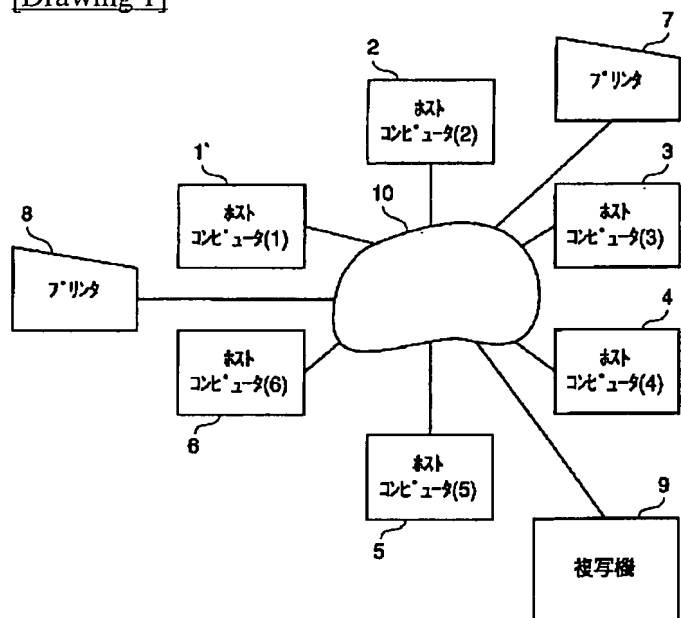 [Drawing 1]
7
プリンタ
2
ホスト
コンピュータ(2)
1
ホスト
コンピュータ(1)
10
3
ホスト
コンピュータ(3)
8
プリンタ
4
ホスト
コンピュータ(4)
ホスト
コンピュータ(6)
6
ホスト
コンピュータ(5)
5
9
複写機